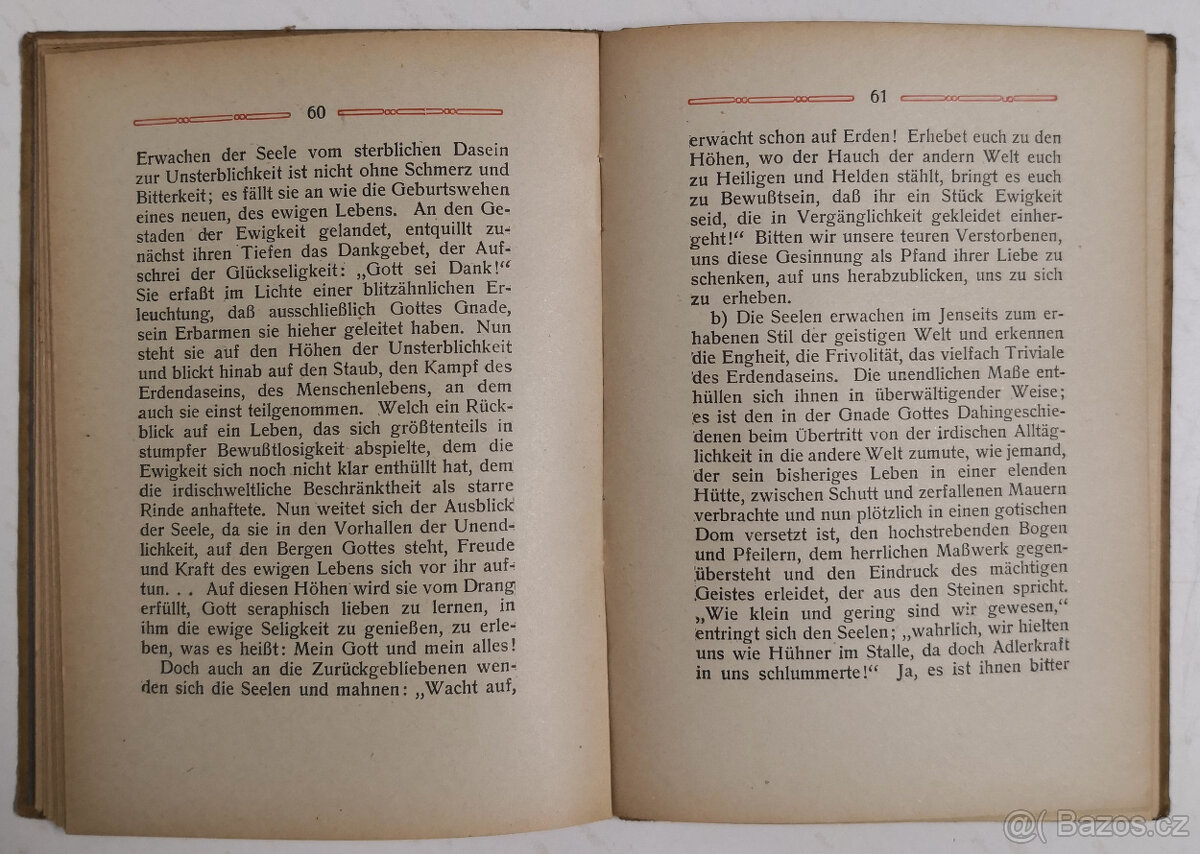 60
Erwachen der Seele vom sterblichen Dasein
zur Unsterblichkeit ist nicht ohne Schmerz und
Bitterkeit; es fällt sie an wie die Geburtswehen
eines neuen, des ewigen Lebens. An den Ge-
staden der Ewigkeit gelandet, entquillt zu-
nächst ihren Tiefen das Dankgebet, der Auf-
schrei der Glückseligkeit: „Gott sei Dank!“
Sie erfaßt im Lichte einer blitzähnlichen Er-
leuchtung, daß ausschließlich Gottes Gnade,
sein Erbarmen sie hieher geleitet haben. Nun
steht sie auf den Höhen der Unsterblichkeit
und blickt hinab auf den Staub, den Kampf des
Erdendaseins, des Menschenlebens, an dem
auch sie einst teilgenommen. Welch ein Rück-
blick auf ein Leben, das sich größtenteils in
stumpfer Bewußtlosigkeit abspielte, dem die
Ewigkeit sich noch nicht klar enthüllt hat, dem
die irdischweltliche Beschränktheit als starre
Rinde anhaftete. Nun weitet sich der Ausblick
der Seele, da sie in den Vorhallen der Unend-
lichkeit, auf den Bergen Gottes steht, Freude
und Kraft des ewigen Lebens sich vor ihr auf-
tun... Auf diesen Höhen wird sie vom Drang
erfüllt, Gott seraphisch lieben zu lernen, in
ihm die ewige Seligkeit zu genießen, zu erle-
ben, was es heißt: Mein Gott und mein alles!
Doch auch an die Zurückgebliebenen wen-
den sich die Seelen und mahnen: „Wacht auf,
61
erwacht schon auf Erden! Erhebet euch zu den
Höhen, wo der Hauch der andern Welt euch
zu Heiligen und Helden stählt, bringt es euch
zu Bewußtsein, daß ihr ein Stück Ewigkeit
seid, die in Vergänglichkeit gekleidet einher-
geht!“ Bitten wir unsere teuren Verstorbenen,
uns diese Gesinnung als Pfand ihrer Liebe zu
schenken, auf uns herabzublicken, uns zu sich
zu erheben.
b) Die Seelen erwachen im Jenseits zum er-
habenen Stil der geistigen Welt und erkennen
die Engheit, die Frivolität, das vielfach Triviale
des Erdendaseins. Die unendlichen Maße ent-
hüllen sich ihnen in überwältigender Weise;
es ist den in der Gnade Gottes Dahingeschie-
denen beim Übertritt von der irdischen Alltäg-
lichkeit in die andere Welt zumute, wie jemand,
der sein bisheriges Leben in einer elenden
Hütte, zwischen Schutt und zerfallenen Mauern
verbrachte und nun plötzlich in einen gotischen
Dom versetzt ist, den hochstrebenden Bogen
und Pfeilern, dem herrlichen Maßwerk gegen-
übersteht und den Eindruck des mächtigen
Geistes erleidet, der aus den Steinen spricht.
„Wie klein und gering sind wir gewesen,“
entringt sich den Seelen; „wahrlich, wir hielten
uns wie Hühner im Stalle, da doch Adlerkraft
in uns schlummerte!“ Ja, es ist ihnen bitter
@( Bazos.cz